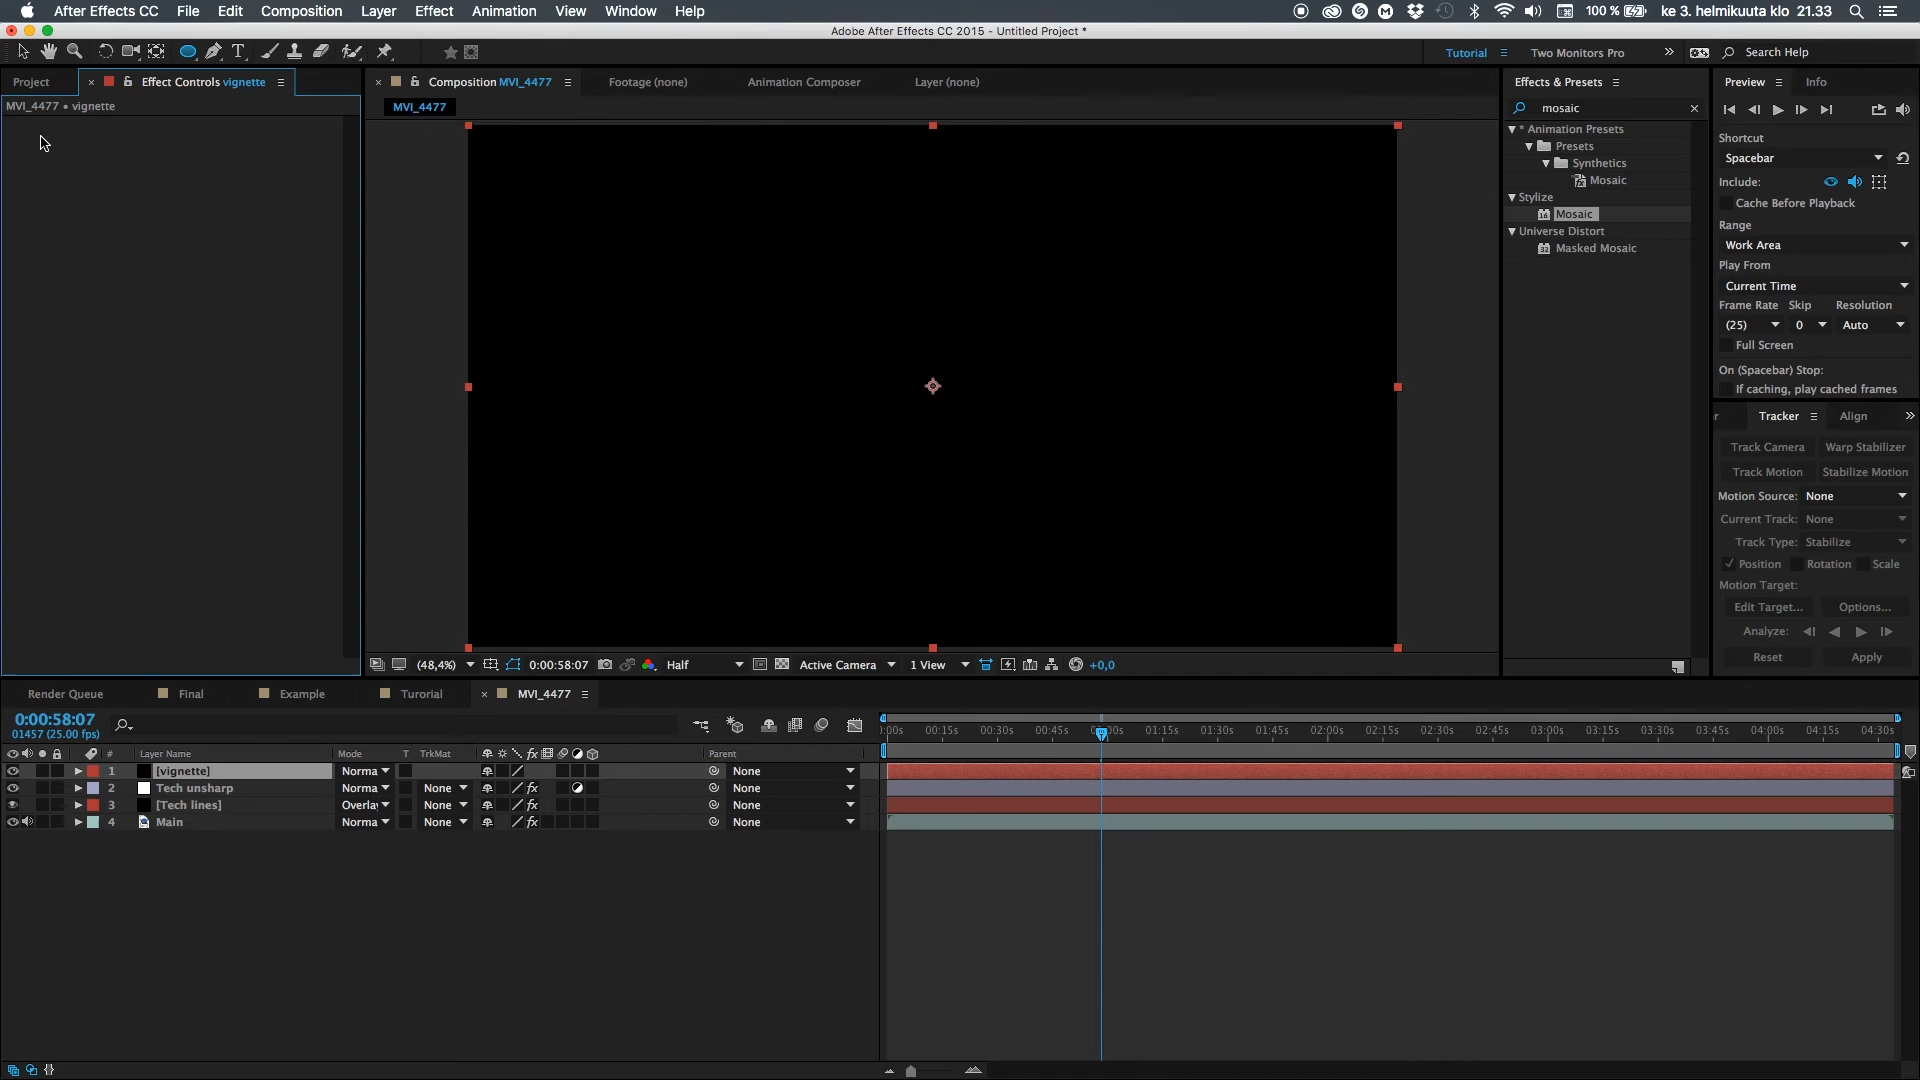 After Effects CC File Edit Composition Layer Effect Animation View Window Help 100 % ke 3. helmikuuta klo 21.33
Adobe After Effects CC 2015 - Untitled Project *
T Tutorial Two Monitors Pro Search Help
Project Effect Controls vignette Composition MVI_4477 Footage (none) Animation Composer Layer (none) Effects & Presets Preview Info
MVI_4477 • vignette MVI_4477 mosaic
* Animation Presets
Presets
Synthetics
Mosaic
Stylize
Mosaic
Universe Distort
Masked Mosaic
Shortcut
Spacebar
Include:
Cache Before Playback
Range
Work Area
Play From
Current Time
Frame Rate Skip Resolution
(25) 0 Auto
Full Screen
On (Spacebar) Stop:
If caching, play cached frames
r Tracker Align
Track Camera Warp Stabilizer
Track Motion Stabilize Motion
Motion Source: None
Current Track: None
Track Type: Stabilize
Position Rotation Scale
Motion Target:
Edit Target... Options...
Analyze:
Reset Apply
(48,4%) 0:00:58:07 Half Active Camera 1 View +0,0
Render Queue Final Example Turorial MVI_4477
0:00:58:07
01457 (25.00 fps)
:00s 00:15s 00:30s 00:45s 01:15s 01:30s 01:45s 02:00s 02:15s 02:30s 02:45s 03:00s 03:15s 03:30s 03:45s 04:00s 04:15s 04:30s
# Layer Name Mode T TrkMat fx Parent
1 [vignette] Norma None
2 Tech unsharp Norma None fx None
3 [Tech lines] Overla None fx None
4 Main Norma None fx None